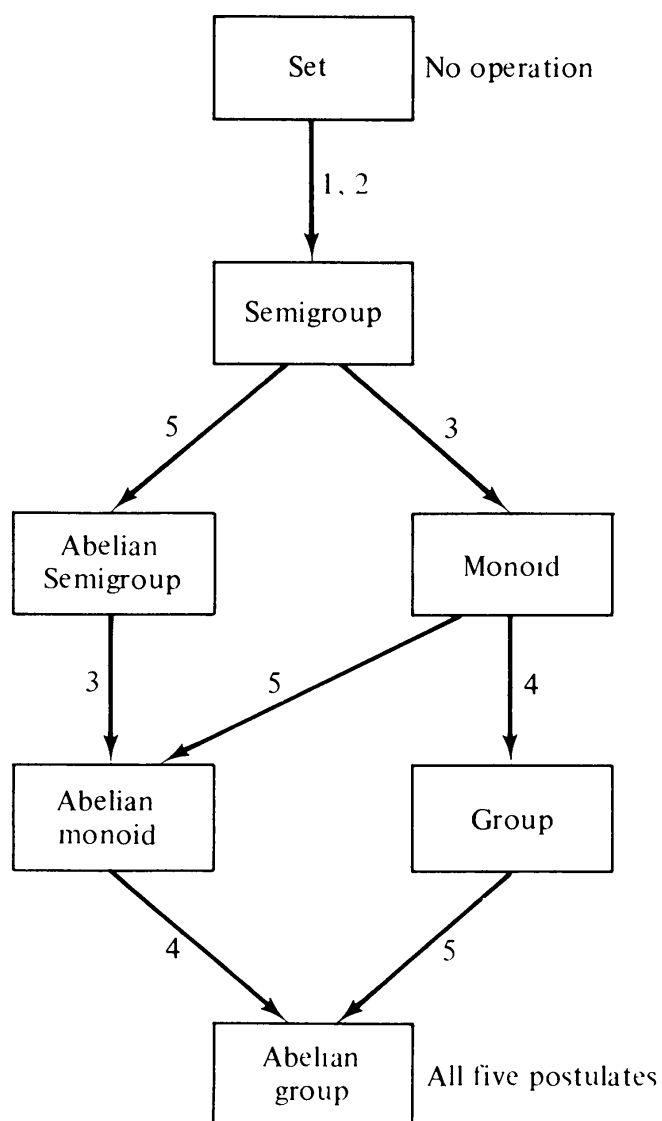 Set
No operation
1, 2
Semigroup
5
3
Abelian
Semigroup
Monoid
3
5
4
Abelian
monoid
Group
4
5
Abelian
group
All five postulates